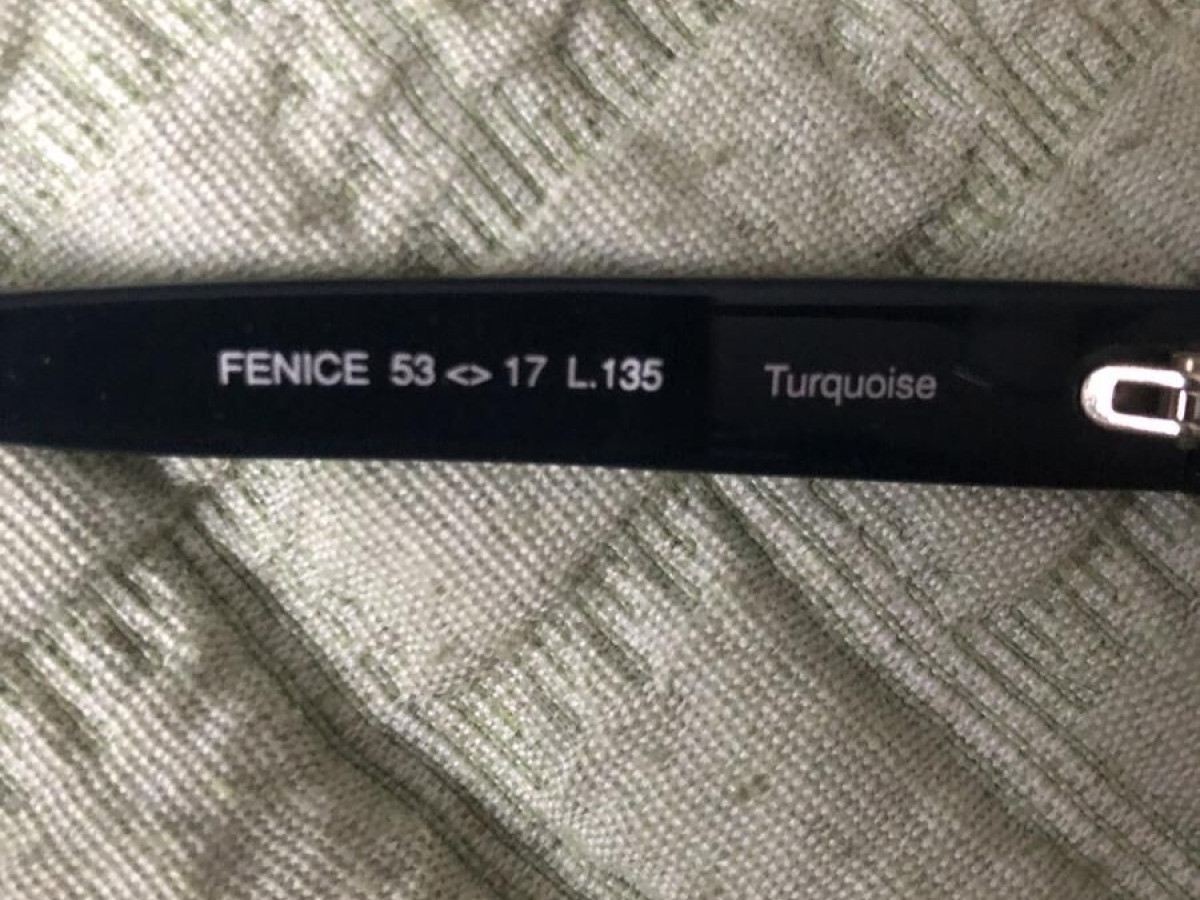 FENICE 53<>17 L.135 Turquoise